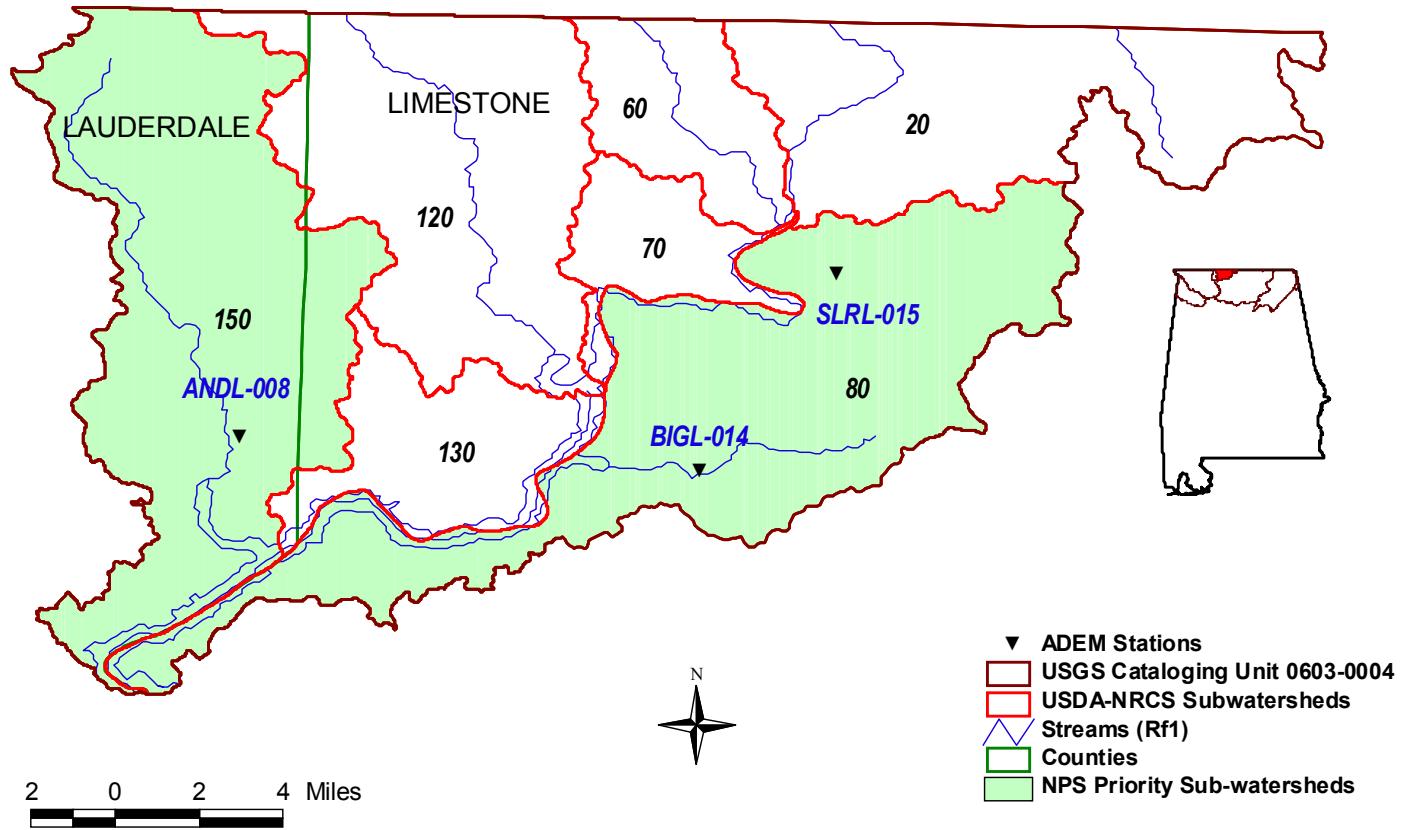 LIMESTONE
LAUDERDALE
60
20
120
70
150
SLRL-015
ANDL-008
80
BIGL-014
130
N
ADEM Stations
USGS Cataloging Unit 0603-0004
USDA-NRCS Subwatersheds
Streams (Rf1)
Counties
NPS Priority Sub-watersheds
2 0 2 4 Miles